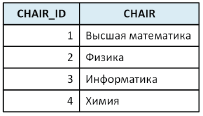 CHAIR_ID CHAIR
1 Высшая математика
2 Физика
3 Информатика
4 Химия